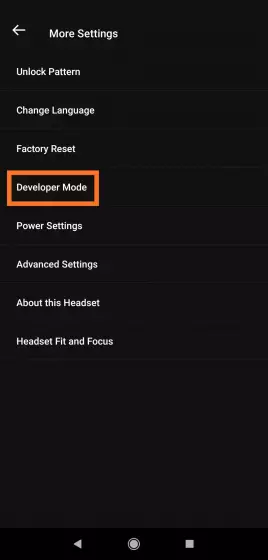 More Settings
Unlock Pattern
Change Language
Factory Reset
Developer Mode
Power Settings
Advanced Settings
About this Headset
Headset Fit and Focus